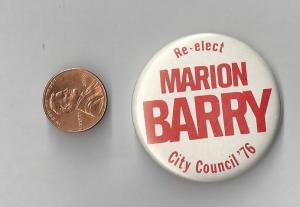 Re-elect
MARION
BARRY
City Council '76